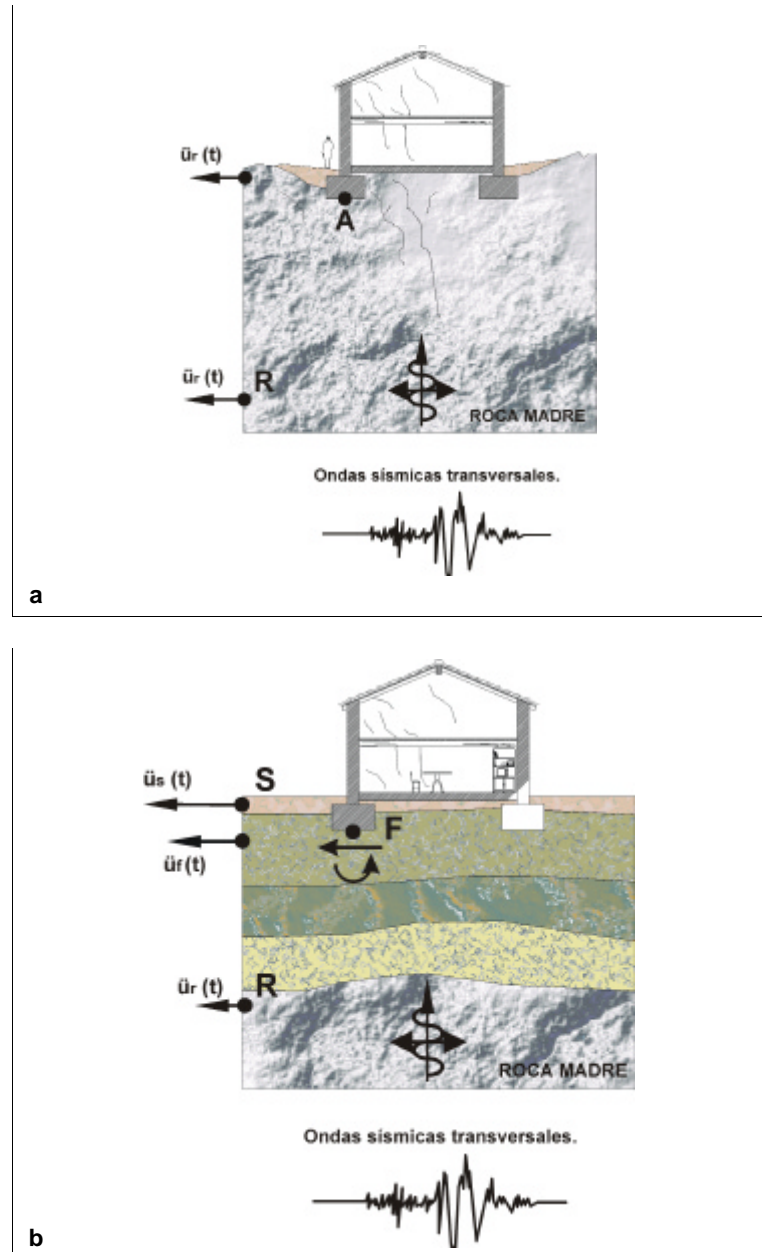 ür (t)
A
ür (t)
R
ROCA MADRE
Ondas sísmicas transversales.
a
üs (t)
S
F
üf(t)
ür (t)
R
ROCA MADRE
Ondas sísmicas transversales.
b